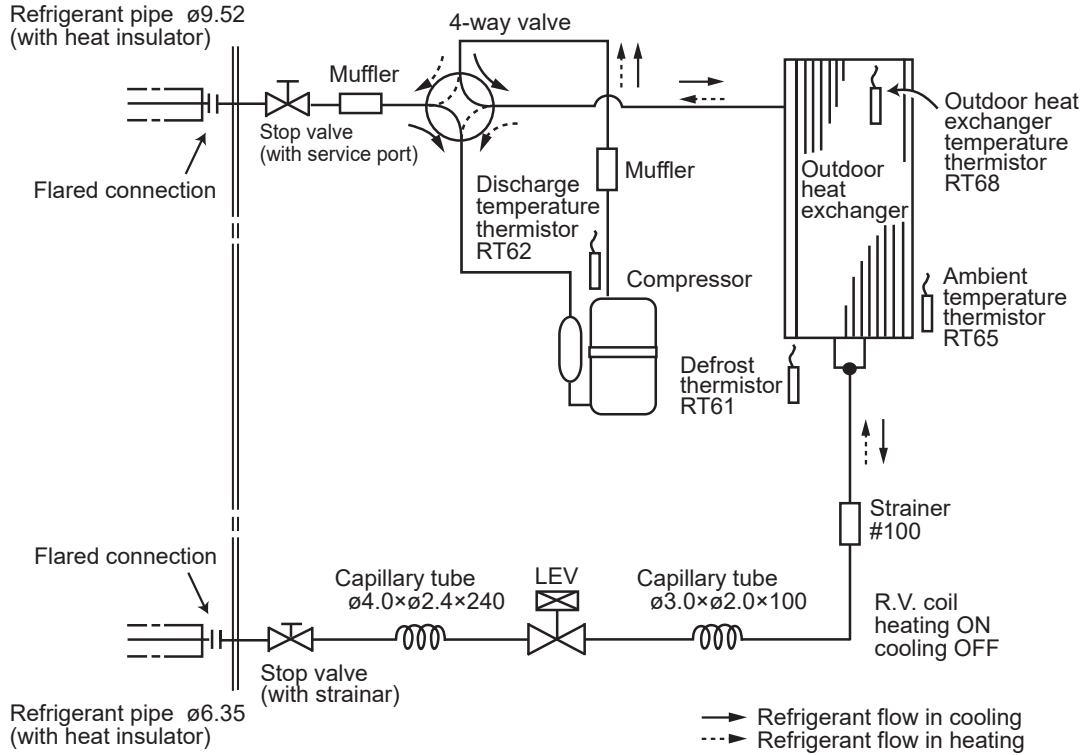 Refrigerant pipe ø9.52
(with heat insulator)
4-way valve
Muffler
Stop valve
(with service port)
Flared connection
Discharge
temperature
thermistor
RT62
Muffler
Compressor
Outdoor
heat
exchanger
Outdoor heat
exchanger
temperature
thermistor
RT68
Ambient
temperature
thermistor
RT65
Defrost
thermistor
RT61
Strainer
#100
Flared connection
Capillary tube
ø4.0×ø2.4×240
LEV
Capillary tube
ø3.0×ø2.0×100
R.V. coil
heating ON
cooling OFF
Stop valve
(with strainar)
Refrigerant pipe ø6.35
(with heat insulator)
Refrigerant flow in cooling
Refrigerant flow in heating